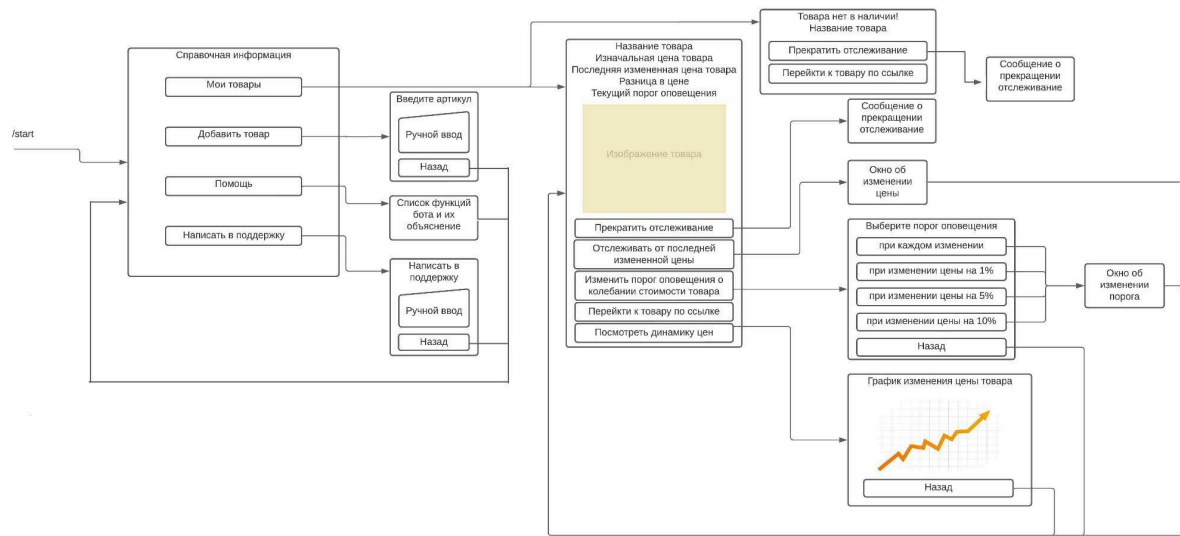 /start
Справочная информация
Мои товары
Добавить товар
Помощь
Написать в поддержку
Введите артикул
Ручной ввод
Назад
Список функций
бота и их
объяснение
Написать в
поддержку
Ручной ввод
Назад
Название товара
Изначальная цена товара
Последняя измененная цена товара
Разница в цене
Текущий порог оповещения
Изображение товара
Прекратить отслеживание
Отслеживать от последней
измененной цены
Изменить порог оповещения о
колебании стоимости товара
Перейкти к товару по ссылке
Посмотреть динамику цен
Товара нет в наличии!
Название товара
Прекратить отслеживание
Перейкти к товару по ссылке
Сообщение о
прекращении
отслеживание
Сообщение о
прекращении
отслеживание
Окно об
изменении
цены
Выберите порог оповещения
при каждом изменении
при изменении цены на 1%
при изменении цены на 5%
при изменении цены на 10%
Назад
Окно об
изменении
порога
График изменения цены товара
Назад